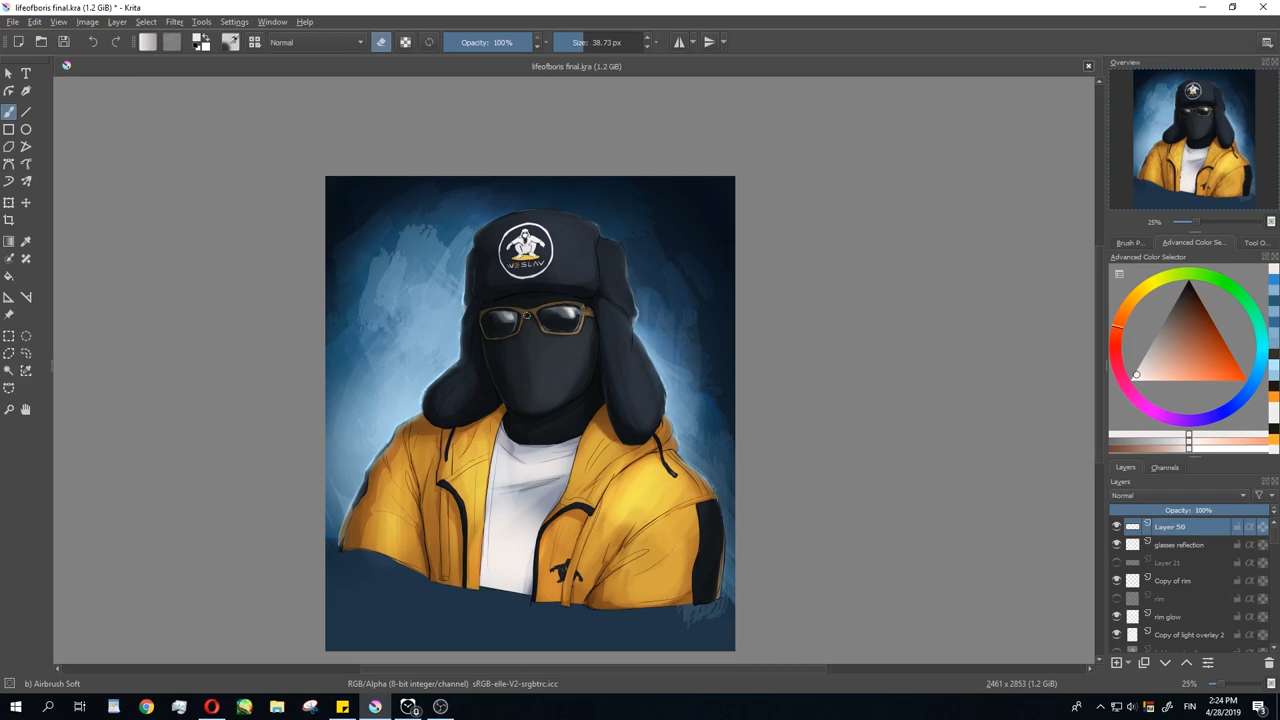 lifeofboris final.kra (1.2 GiB) * - Krita
File Edit View Image Layer Select Filter Tools Settings Window Help
Normal Opacity: 100% Size: 38.73 px
lifeofboris final.kra (1.2 GiB)
Overview
25%
Brush P... Advanced Color Se... Tool O...
Advanced Color Selector
WESLAV
Layers Channels
Layers
Normal
Opacity: 100%
Layer 50
glasses reflection
Layer 21
Copy of rim
rim
rim glow
Copy of light overlay 2
b) Airbrush Soft RGB/Alpha (8-bit integer/channel) sRGB-elle-V2-srgbtrc.icc 2461 x 2853 (1.2 GiB) 25%
FIN 2:24 PM
4/28/2019